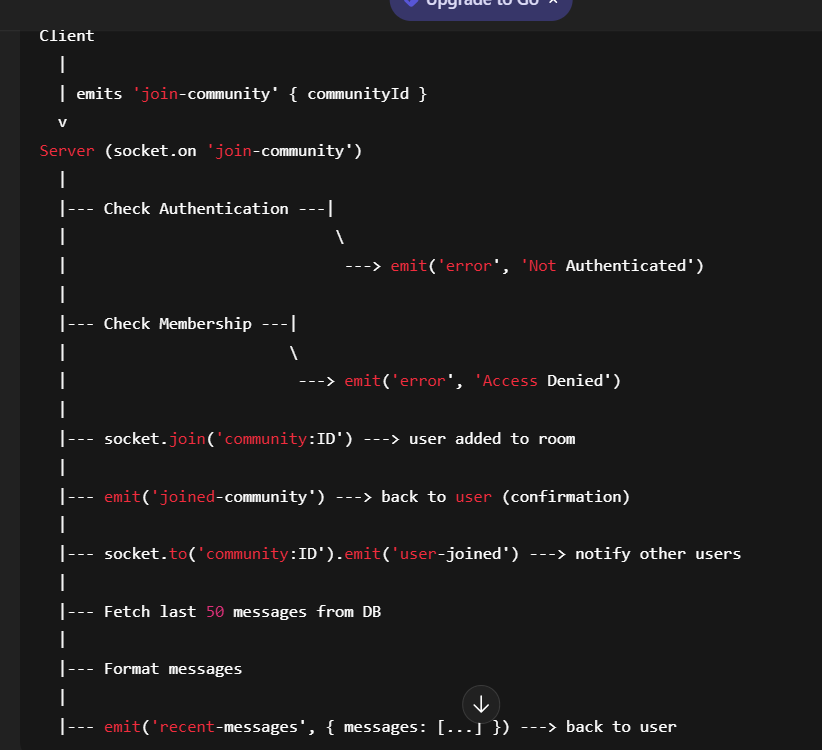 Upgrade to Go ×
Client
  |
  | emits 'join-community' { communityId }
  v
Server (socket.on 'join-community')
  |
  |--- Check Authentication ---|
  |                             \
  |                              ---> emit('error', 'Not Authenticated')
  |
  |--- Check Membership ---|
  |                        \
  |                         ---> emit('error', 'Access Denied')
  |
  |--- socket.join('community:ID') ---> user added to room
  |
  |--- emit('joined-community') ---> back to user (confirmation)
  |
  |--- socket.to('community:ID').emit('user-joined') ---> notify other users
  |
  |--- Fetch last 50 messages from DB
  |
  |--- Format messages
  |
  |--- emit('recent-messages', { messages: [...] }) ---> back to user